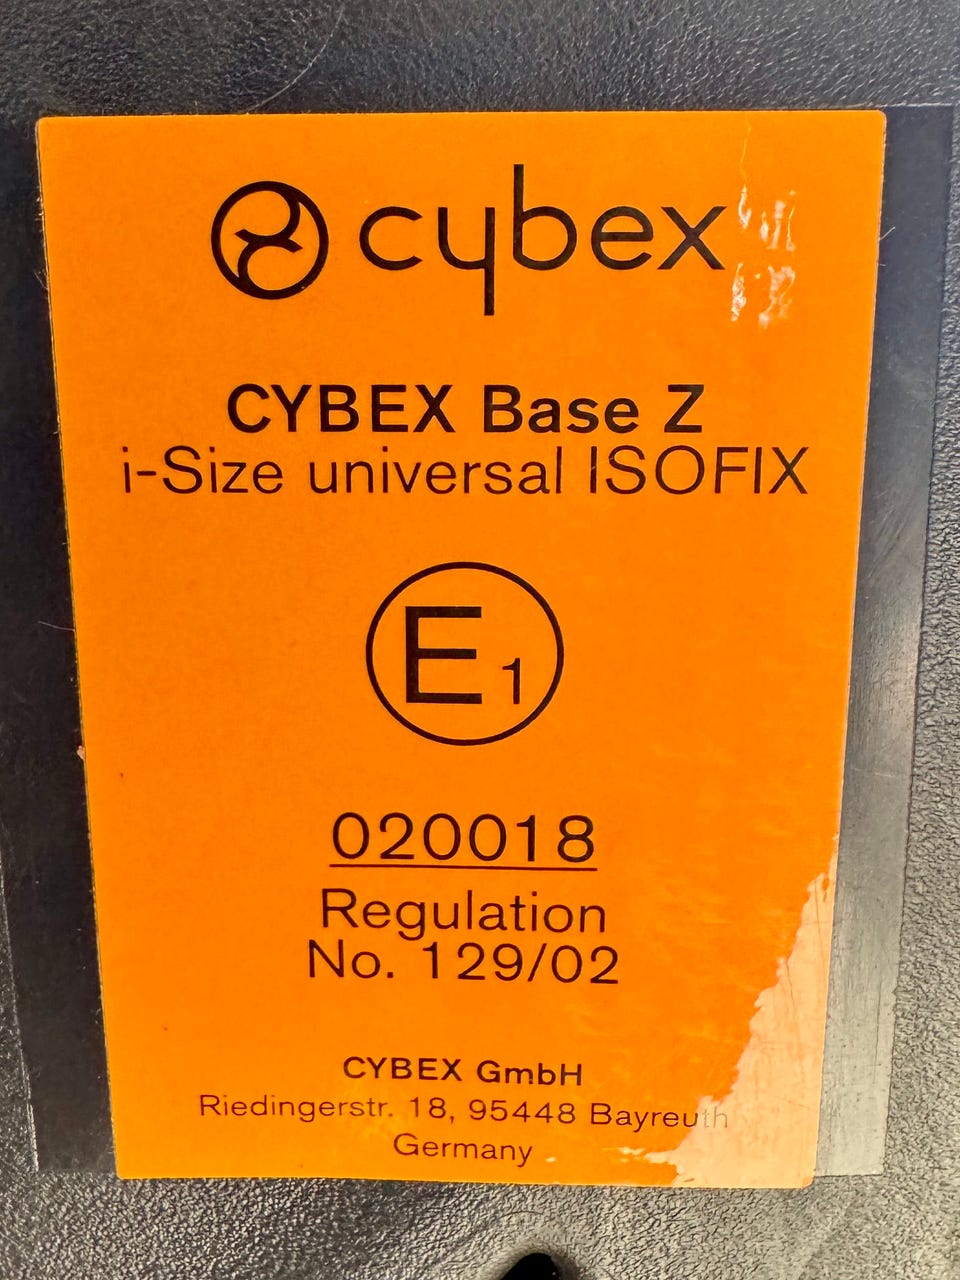 cybex
CYBEX Base Z
i-Size universal ISOFIX
E1
020018
Regulation
No. 129/02
CYBEX GmbH
Riedingerstr. 18, 95448 Bayreuth
Germany